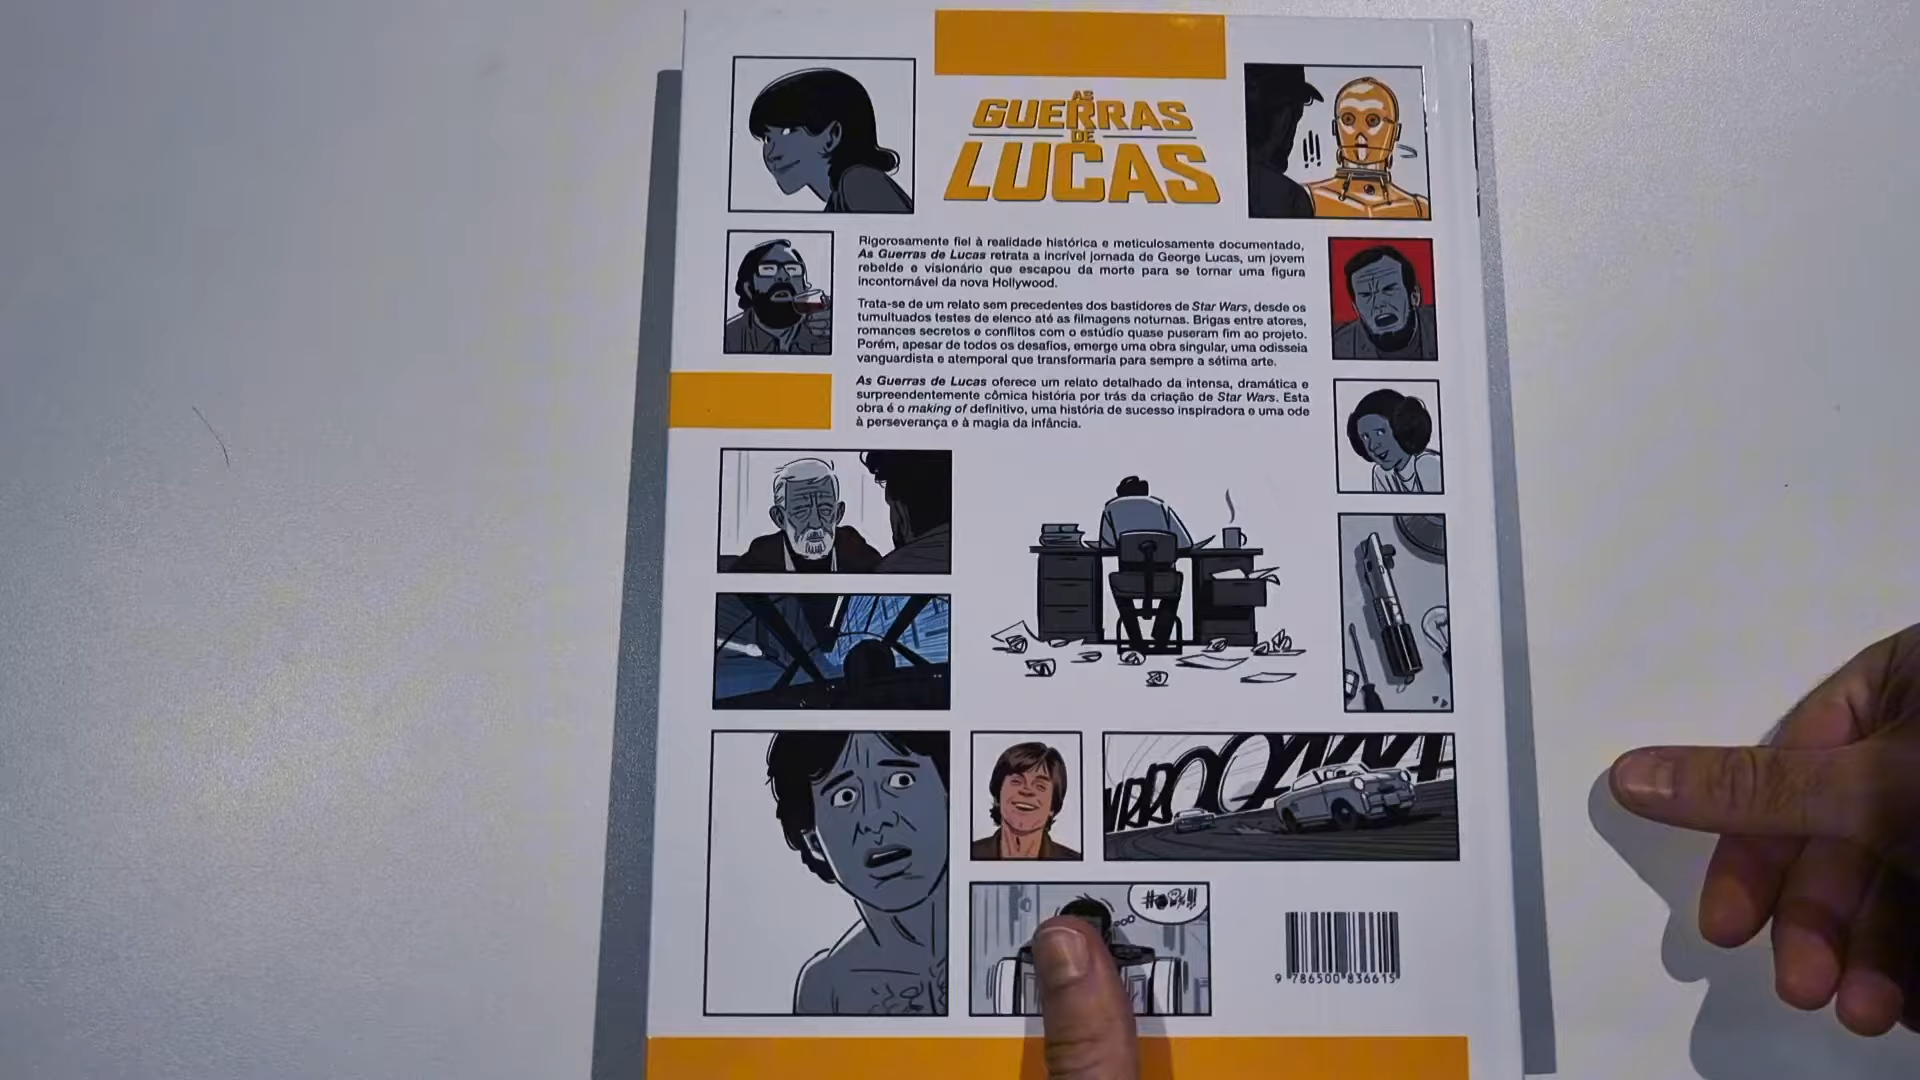 AS
GUERRAS
DE
LUCAS
!!!
Rigorosamente fiel à realidade histórica e meticulosamente documentado,
As Guerras de Lucas retrata a incrível jornada de George Lucas, um jovem
rebelde e visionário que escapou da morte para se tornar uma figura
incontornável da nova Hollywood.
Trata-se de um relato sem precedentes dos bastidores de Star Wars, desde os
tumultuados testes de elenco até as filmagens noturnas. Brigas entre atores,
romances secretos e conflitos com o estúdio quase puseram fim ao projeto.
Porém, apesar de todos os desafios, emerge uma obra singular, uma odisseia
vanguardista e atemporal que transformaria para sempre a sétima arte.
As Guerras de Lucas oferece um relato detalhado da intensa, dramática e
surpreendentemente cômica história por trás da criação de Star Wars. Esta
obra é o making of definitivo, uma história de sucesso inspiradora e uma ode
à perseverança e à magia da infância.
9 786500 836615